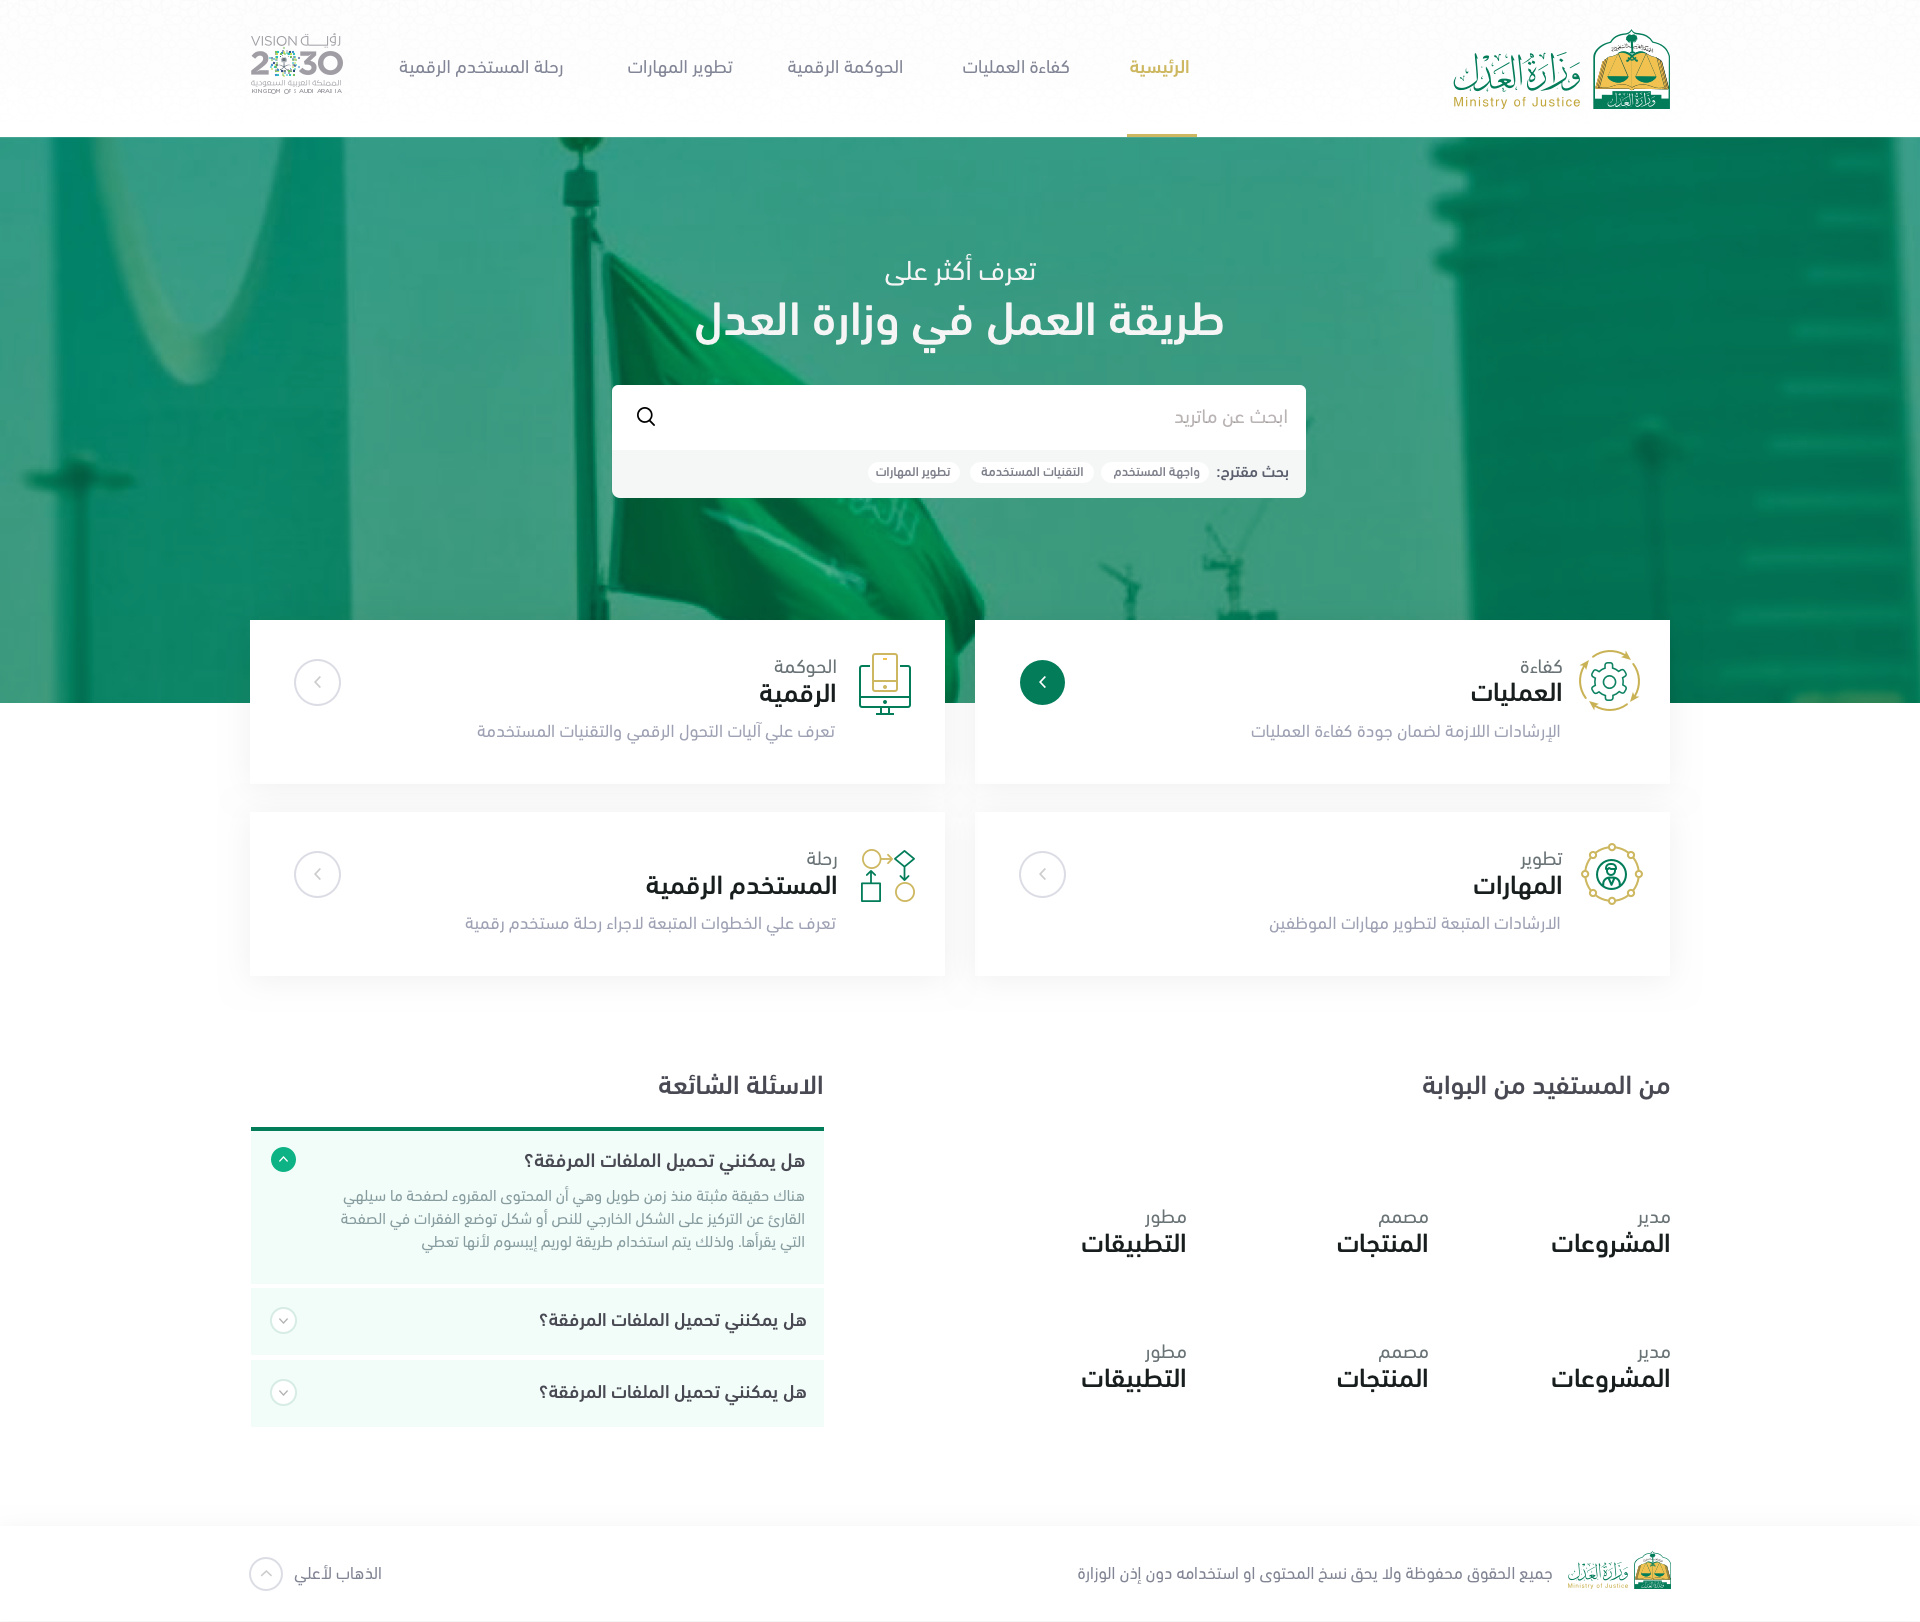 وزارة العدل
Ministry of Justice
الرئيسية
كفاءة العمليات
الحوكمة الرقمية
تطوير المهارات
رحلة المستخدم الرقمية
VISION رؤيــة
2030
المملكة العربية السعودية
KINGDOM OF SAUDI ARABIA
تعرف أكثر على
طريقة العمل في وزارة العدل
ابحث عن ماتريد
بحث مقترح: واجهة المستخدم التقنيات المستخدمة تطوير المهارات
كفاءة
العمليات
الإرشادات اللازمة لضمان جودة كفاءة العمليات
الحوكمة
الرقمية
تعرف علي آليات التحول الرقمي والتقنيات المستخدمة
تطوير
المهارات
الارشادات المتبعة لتطوير مهارات الموظفين
رحلة
المستخدم الرقمية
تعرف علي الخطوات المتبعة لاجراء رحلة مستخدم رقمية
من المستفيد من البوابة
مدير
المشروعات
مصمم
المنتجات
مطور
التطبيقات
مدير
المشروعات
مصمم
المنتجات
مطور
التطبيقات
الاسئلة الشائعة
هل يمكنني تحميل الملفات المرفقة؟
هناك حقيقة مثبتة منذ زمن طويل وهي أن المحتوى المقروء لصفحة ما سيلهي
القارئ عن التركيز على الشكل الخارجي للنص أو شكل توضع الفقرات في الصفحة
التي يقرأها. ولذلك يتم استخدام طريقة لوريم إيبسوم لأنها تعطي
هل يمكنني تحميل الملفات المرفقة؟
هل يمكنني تحميل الملفات المرفقة؟
وزارة العدل
Ministry of Justice
جميع الحقوق محفوظة ولا يحق نسخ المحتوى او استخدامه دون إذن الوزارة
الذهاب لأعلي